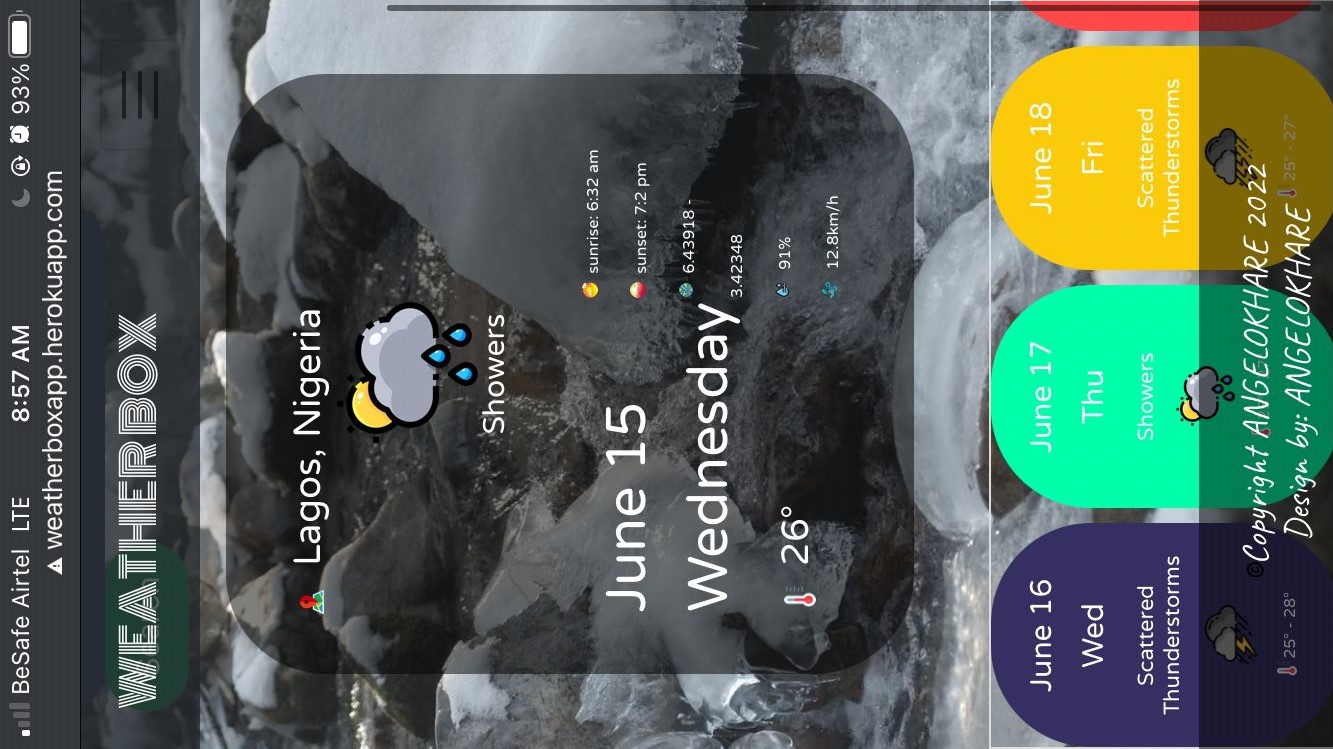 BeSafe Airtel LTE 8:57 AM 93%
weatherboxapp.herokuapp.com
WEATHERBOX
Lagos, Nigeria
Showers
June 15
Wednesday
26°
sunrise: 6:32 am
sunset: 7:2 pm
6.43918 -
3.42348
91%
12.8km/h
June 16
Wed
Scattered
Thunderstorms
25° - 28°
June 17
Thu
Showers
June 18
Fri
Scattered
Thunderstorms
25° - 27°
©Copyright ANGELOKHARE 2022
Design by: ANGELOKHARE